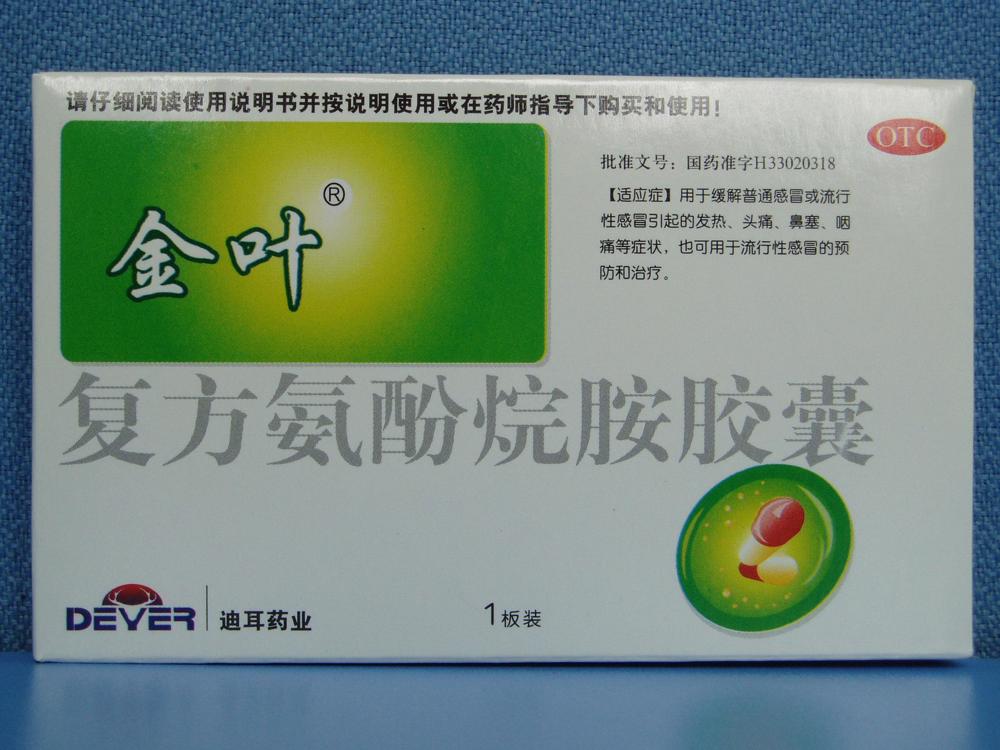 请仔细阅读使用说明书并按说明使用或在药师指导下购买和使用!
OTC
金叶®
批准文号：国药准字H33020318
【适应症】用于缓解普通感冒或流行
性感冒引起的发热、头痛、鼻塞、咽
痛等症状，也可用于流行性感冒的预
防和治疗。
复方氨酚烷胺胶囊
DEYER 迪耳药业
1板装